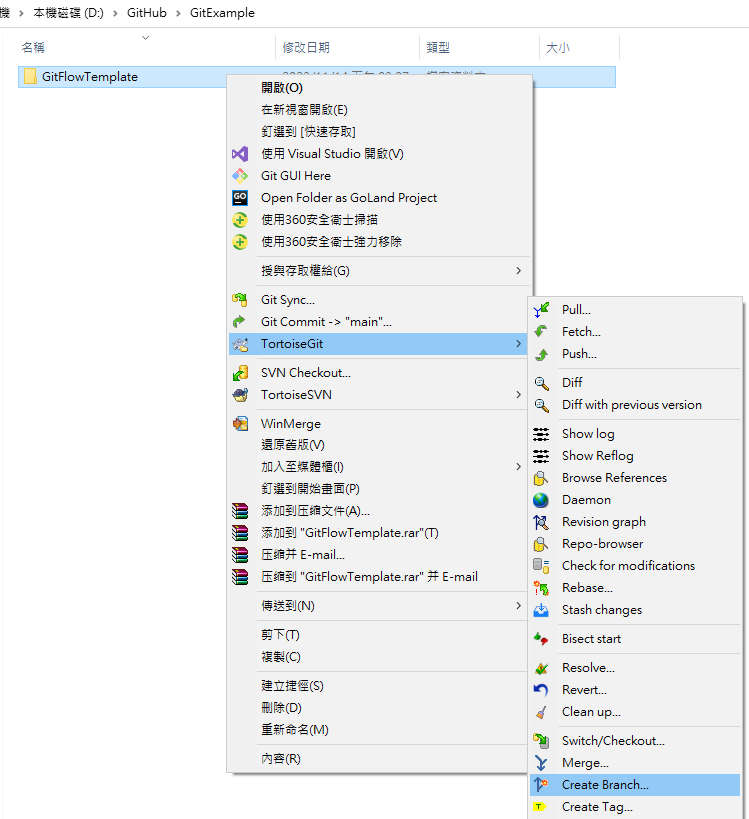 機 › 本機磁碟 (D:) › GitHub › GitExample
名稱 修改日期 類型 大小
GitFlowTemplate
開啟(O)
在新視窗開啟(E)
釘選到 [快速存取]
使用 Visual Studio 開啟(V)
Git GUI Here
Open Folder as GoLand Project
使用360安全衛士掃描
使用360安全衛士強力移除
授與存取權給(G)
Git Sync...
Git Commit -> "main"...
TortoiseGit
SVN Checkout...
TortoiseSVN
WinMerge
還原舊版(V)
加入至媒體櫃(I)
釘選到開始畫面(P)
添加到压缩文件(A)...
添加到 "GitFlowTemplate.rar"(T)
压缩并 E-mail...
压缩到 "GitFlowTemplate.rar" 并 E-mail
傳送到(N)
剪下(T)
複製(C)
建立捷徑(S)
刪除(D)
重新命名(M)
內容(R)
Pull...
Fetch...
Push...
Diff
Diff with previous version
Show log
Show Reflog
Browse References
Daemon
Revision graph
Repo-browser
Check for modifications
Rebase...
Stash changes
Bisect start
Resolve...
Revert...
Clean up...
Switch/Checkout...
Merge...
Create Branch...
Create Tag...